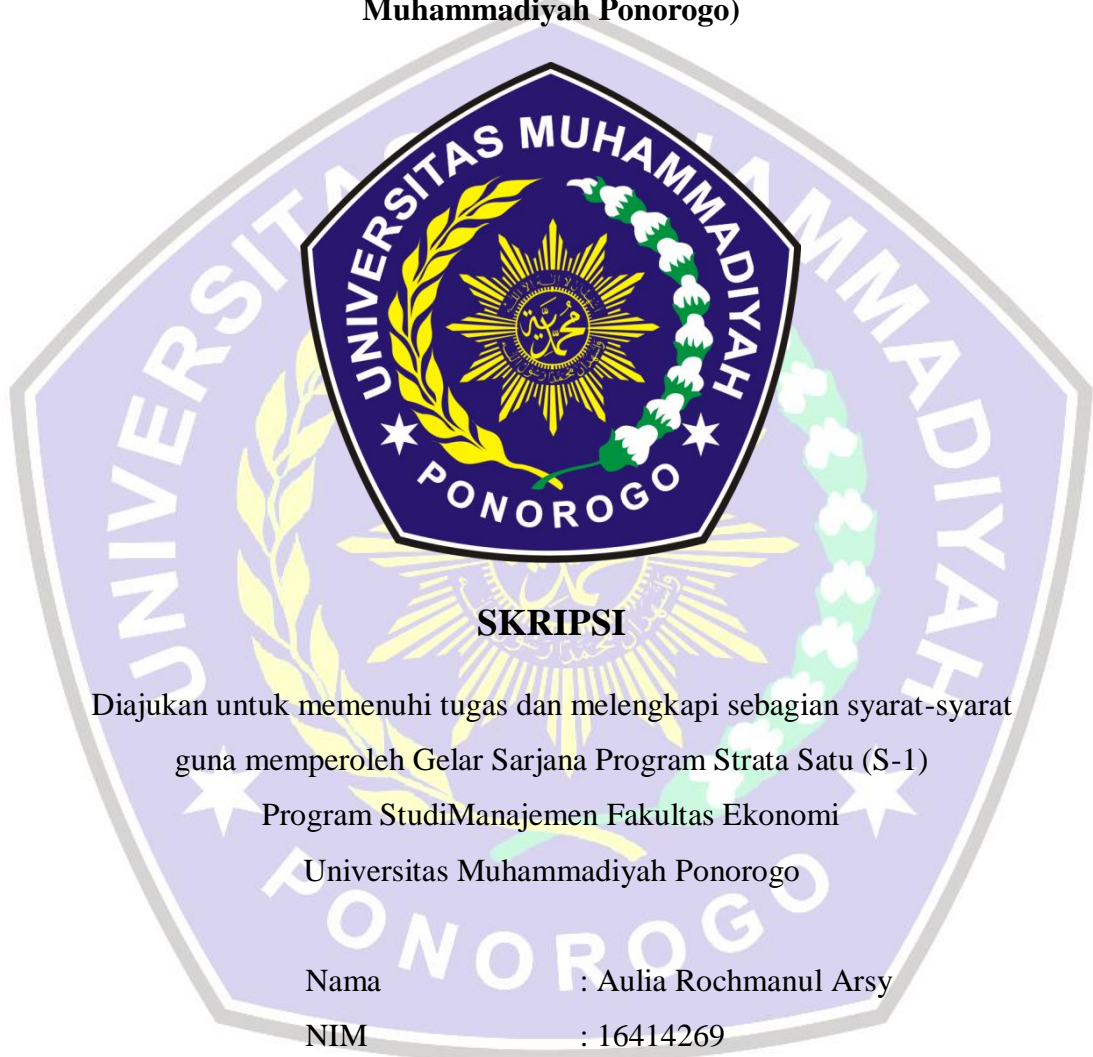 Muhammadiyah Ponorogo)
UNIVERSITAS MUHAMMADIYAH
PONOROGO
SKRIPSI
Diajukan untuk memenuhi tugas dan melengkapi sebagian syarat-syarat
guna memperoleh Gelar Sarjana Program Strata Satu (S-1)
Program StudiManajemen Fakultas Ekonomi
Universitas Muhammadiyah Ponorogo
Nama : Aulia Rochmanul Arsy
NIM : 16414269